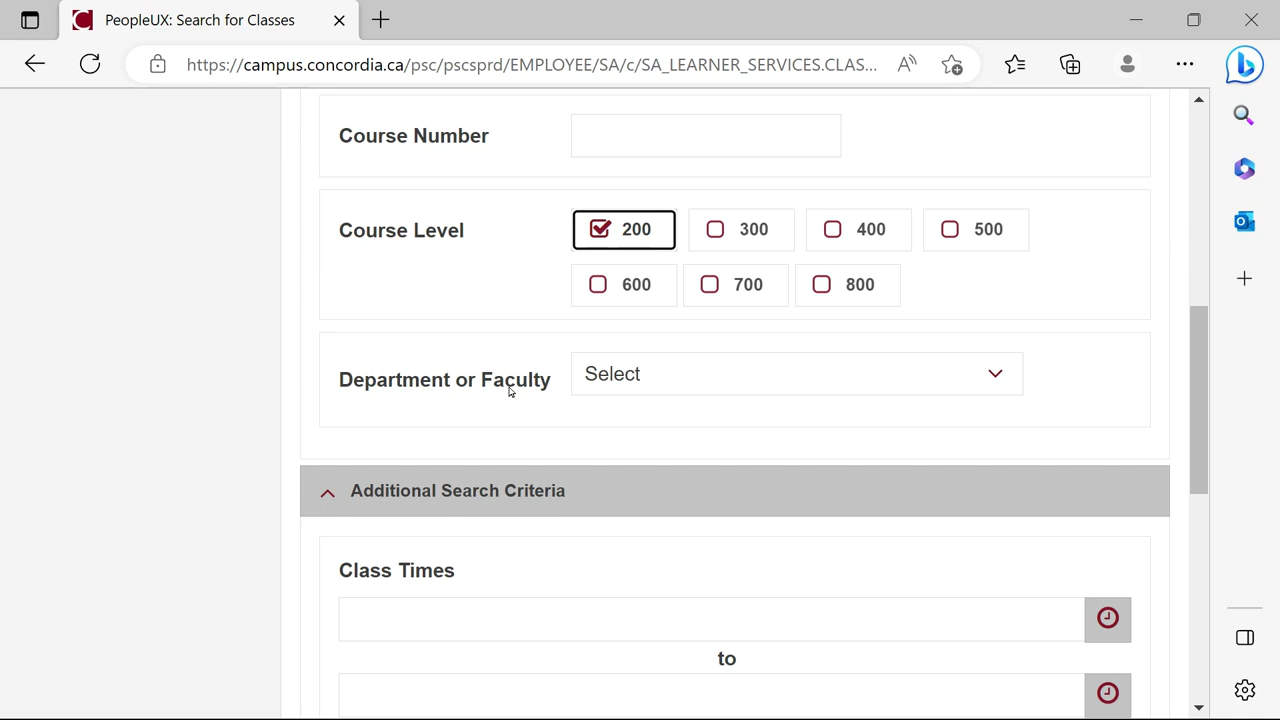 PeopleUX: Search for Classes
https://campus.concordia.ca/psc/pscsprd/EMPLOYEE/SA/c/SA_LEARNER_SERVICES.CLAS...
Course Number
Course Level
200
300
400
500
600
700
800
Department or Faculty
Select
Additional Search Criteria
Class Times
to